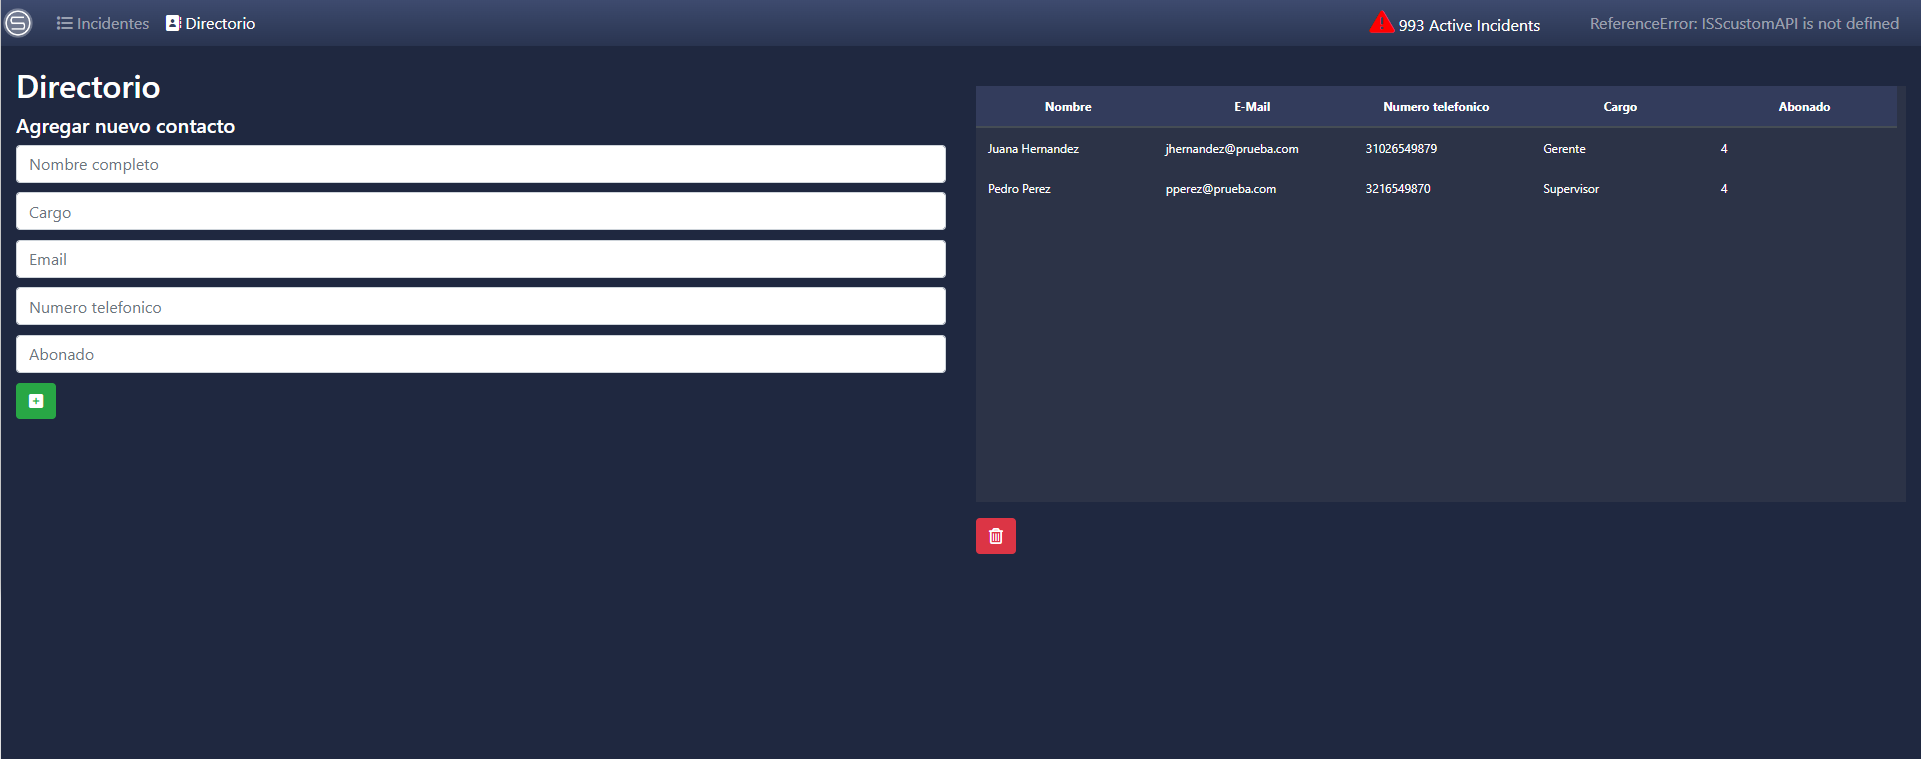 Incidentes Directorio 993 Active Incidents ReferenceError: ISScustomAPI is not defined
Directorio
Agregar nuevo contacto
Nombre completo
Cargo
Email
Numero telefonico
Abonado
Nombre E-Mail Numero telefonico Cargo Abonado
Juana Hernandez jhernandez@prueba.com 31026549879 Gerente 4
Pedro Perez pperez@prueba.com 3216549870 Supervisor 4